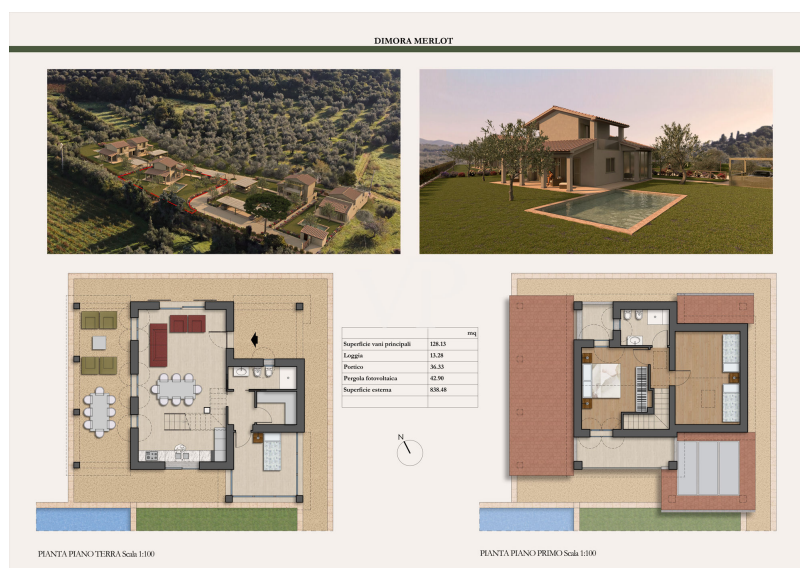 DIMORA MERLOT
mq
Superficie vani principali 128.13
Loggia 13.28
Portico 36.33
Pergola fotovoltaica 42.90
Superficie esterna 838.48
N
PIANTA PIANO TERRA Scala 1:100
PIANTA PIANO PRIMO Scala 1:100